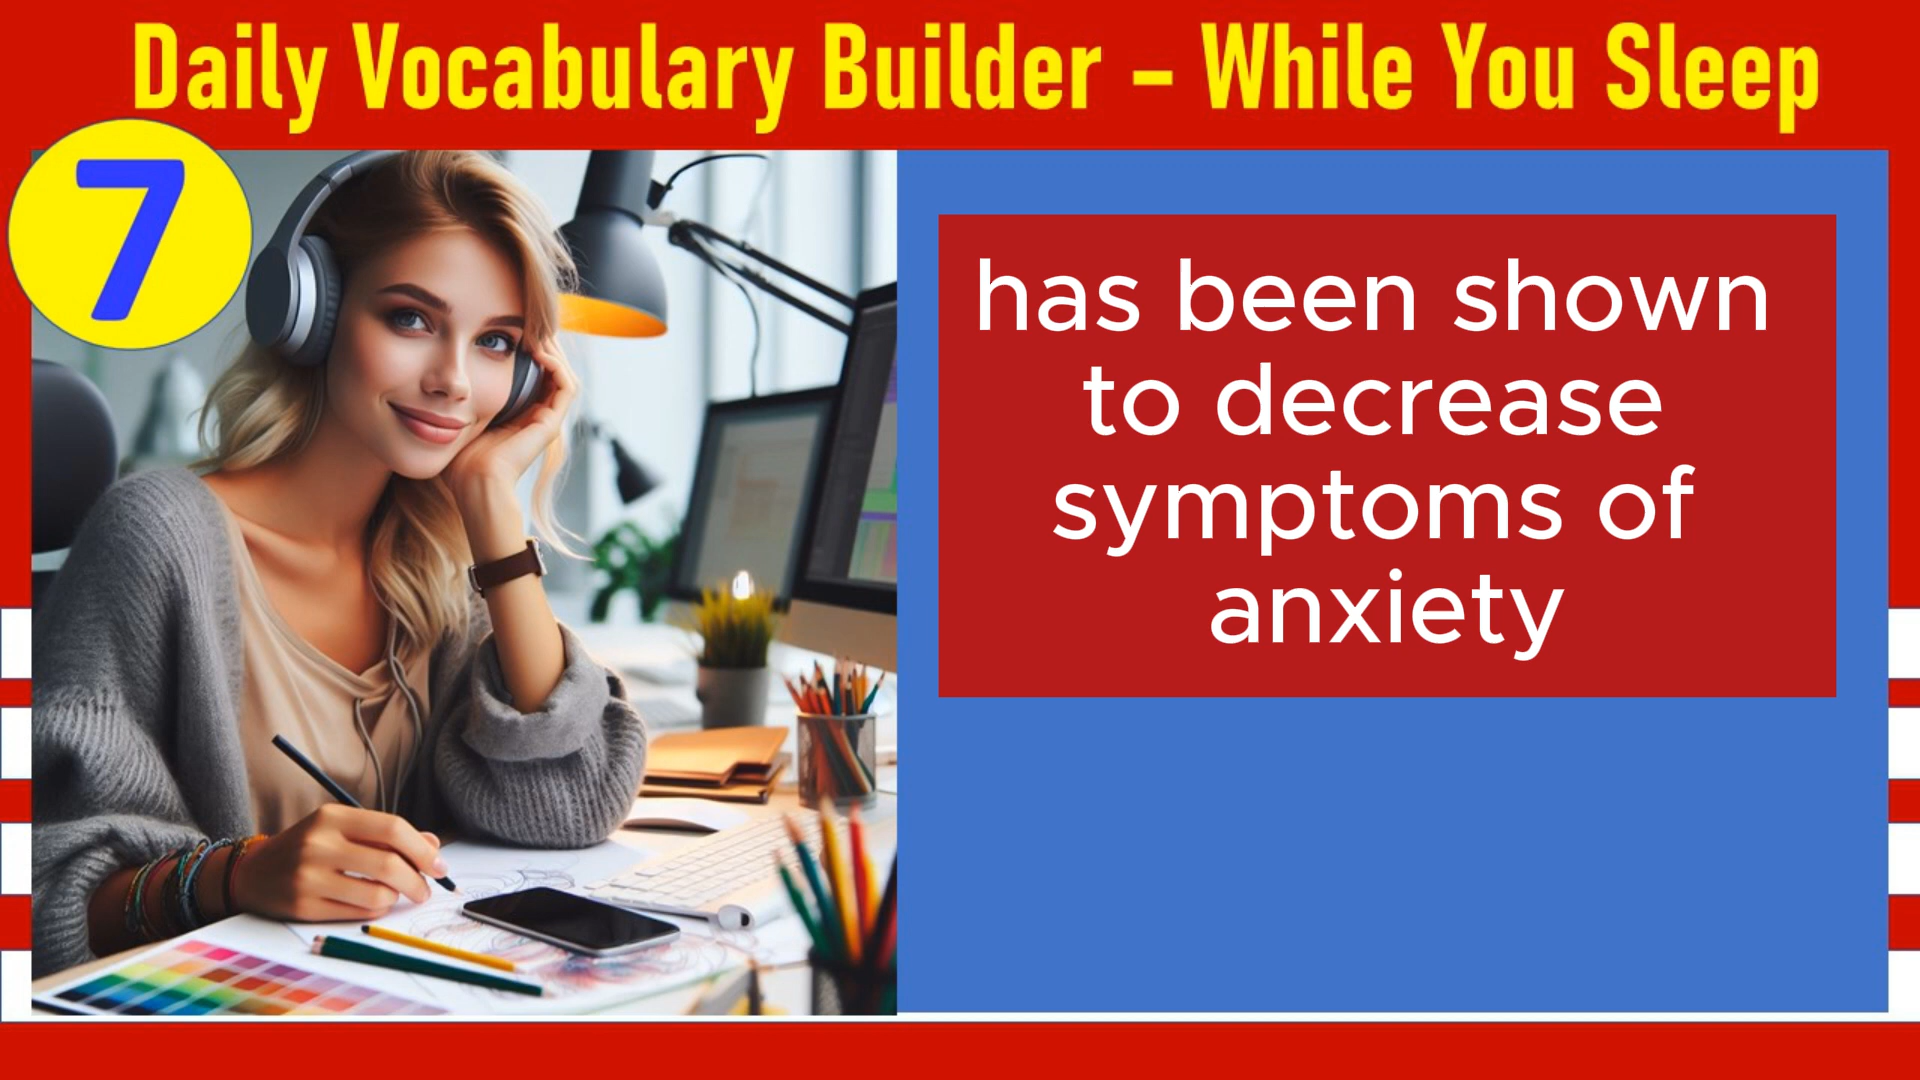 Daily Vocabulary Builder – While You Sleep
7
has been shown
to decrease
symptoms of
anxiety